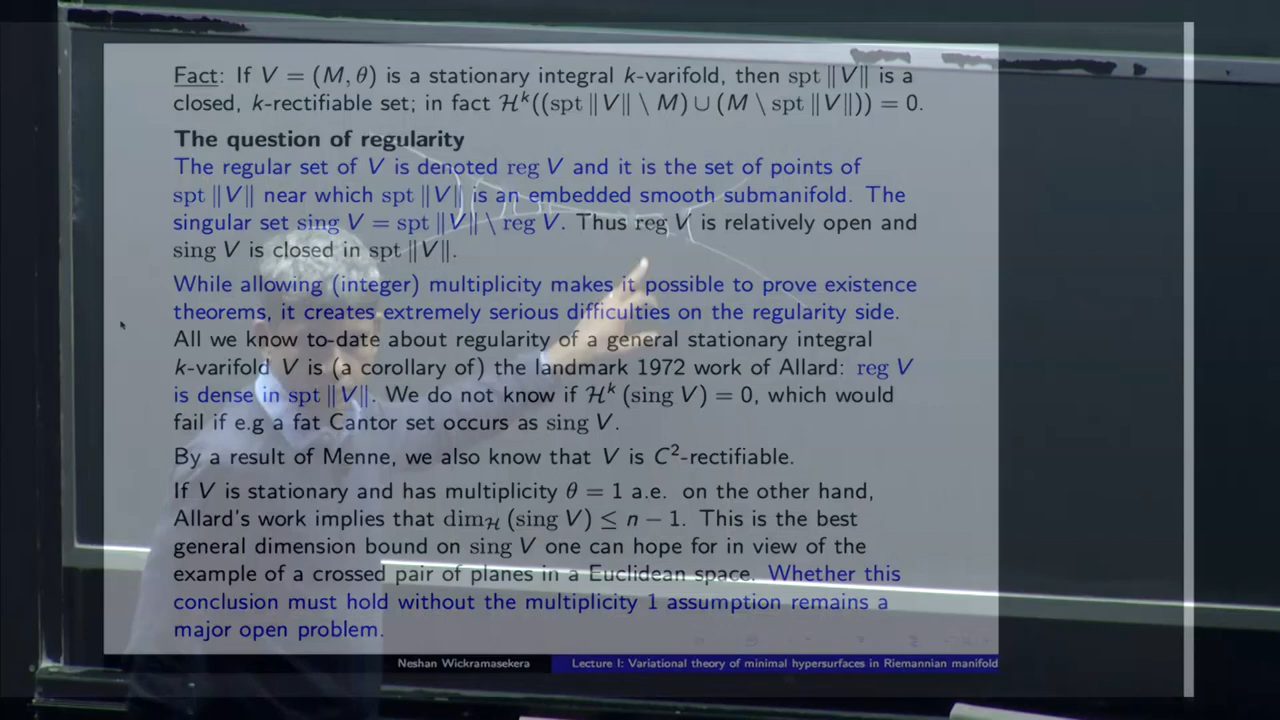 Fact: If V = (M, θ) is a stationary integral k-varifold, then spt ‖V‖ is a
closed, k-rectifiable set; in fact ℋᵏ((spt ‖V‖ \ M) ∪ (M \ spt ‖V‖)) = 0.
The question of regularity
The regular set of V is denoted reg V and it is the set of points of
spt ‖V‖ near which spt ‖V‖ is an embedded smooth submanifold. The
singular set sing V = spt ‖V‖ \ reg V. Thus reg V is relatively open and
sing V is closed in spt ‖V‖.
While allowing (integer) multiplicity makes it possible to prove existence
theorems, it creates extremely serious difficulties on the regularity side.
All we know to-date about regularity of a general stationary integral
k-varifold V is (a corollary of) the landmark 1972 work of Allard: reg V
is dense in spt ‖V‖. We do not know if ℋᵏ (sing V) = 0, which would
fail if e.g a fat Cantor set occurs as sing V.
By a result of Menne, we also know that V is C²-rectifiable.
If V is stationary and has multiplicity θ = 1 a.e. on the other hand,
Allard's work implies that dim_ℋ (sing V) ≤ n − 1. This is the best
general dimension bound on sing V one can hope for in view of the
example of a crossed pair of planes in a Euclidean space. Whether this
conclusion must hold without the multiplicity 1 assumption remains a
major open problem.
Neshan Wickramasekera Lecture I: Variational theory of minimal hypersurfaces in Riemannian manifold